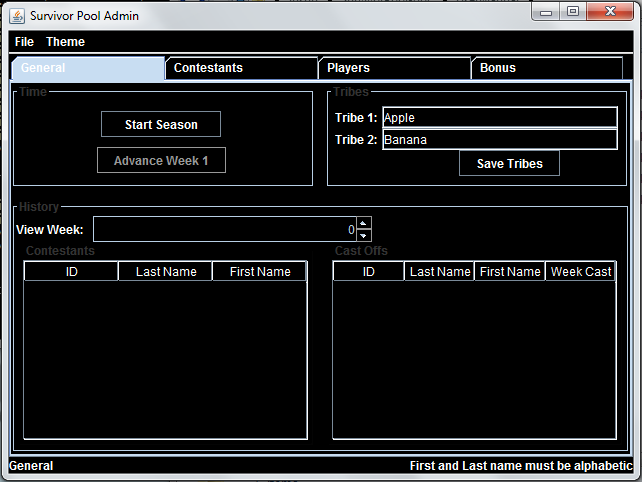 Survivor Pool Admin
File Theme
General Contestants Players Bonus
Time Tribes
Start Season
Advance Week 1
Tribe 1: Apple
Tribe 2: Banana
Save Tribes
History
View Week: 0
Contestants Cast Offs
ID Last Name First Name ID Last Name First Name Week Cast
General First and Last name must be alphabetic